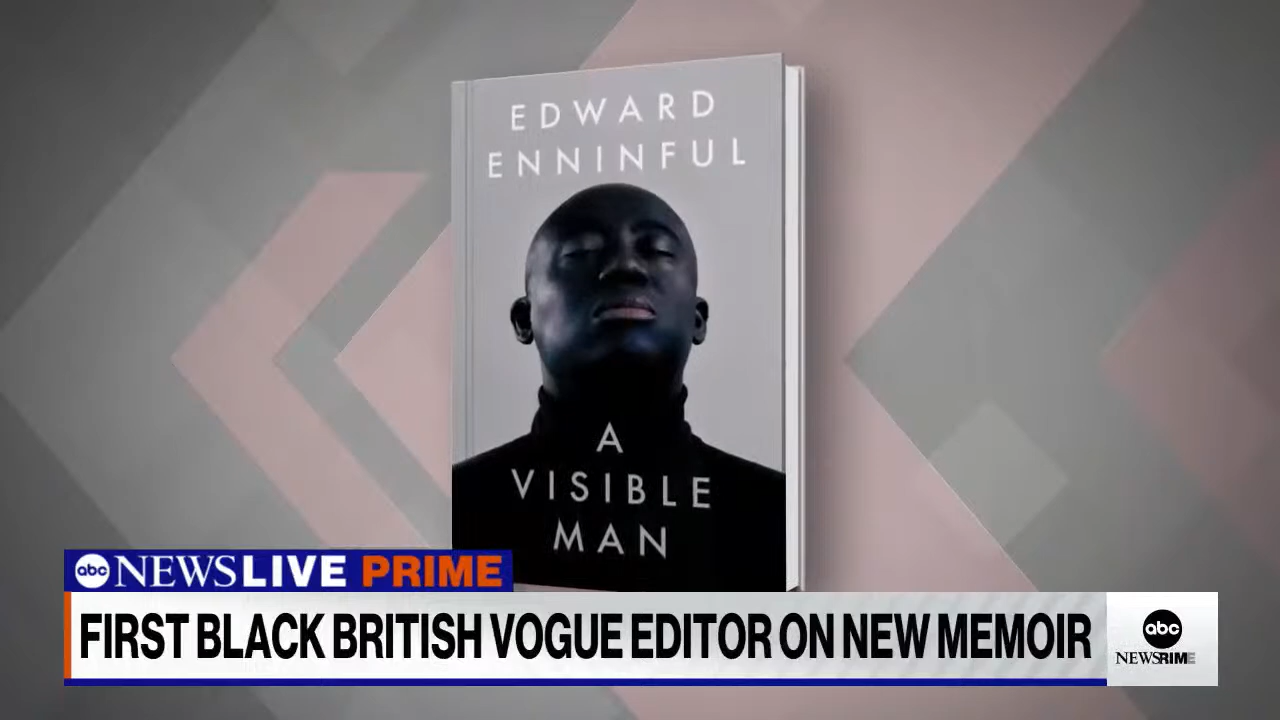 EDWARD
ENNINFUL
A
VISIBLE
MAN
abc NEWS LIVE PRIME
FIRST BLACK BRITISH VOGUE EDITOR ON NEW MEMOIR
abc
NEWS